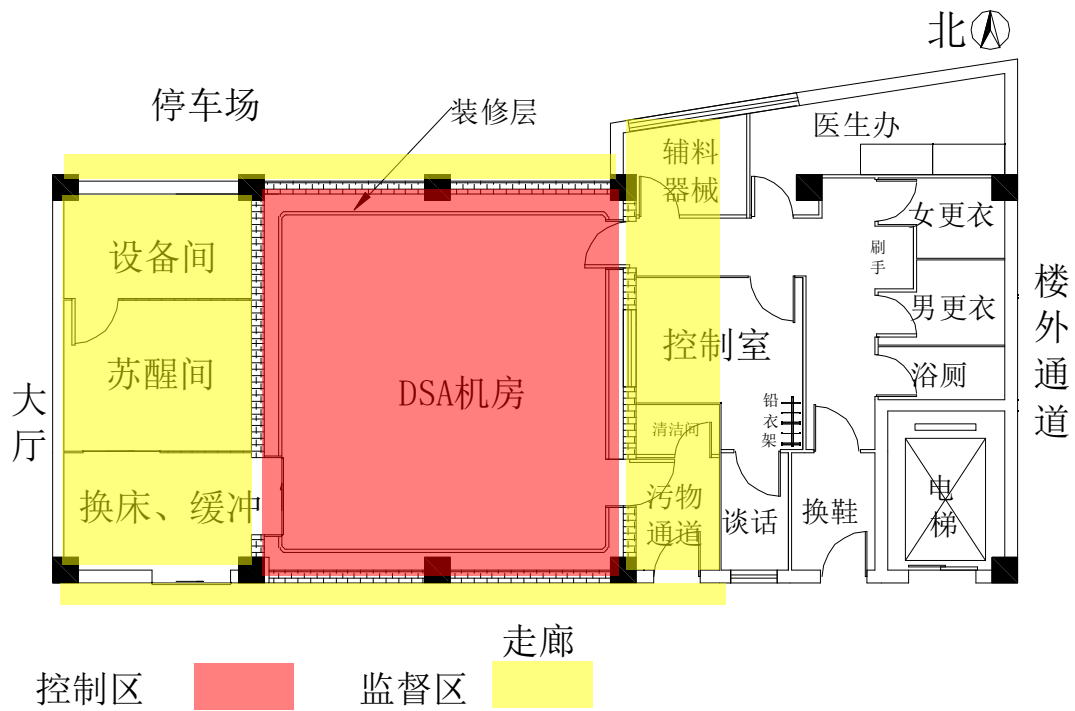 北
停车场
装修层
医生办
辅料
器械
女更衣
刷
手
设备间
男更衣
控制室
苏醒间
浴厕
DSA机房
大
厅
楼
外
通
道
铅
衣
架
清洁间
换床、缓冲
污物
通道
谈话
换鞋
电
梯
走廊
控制区
监督区